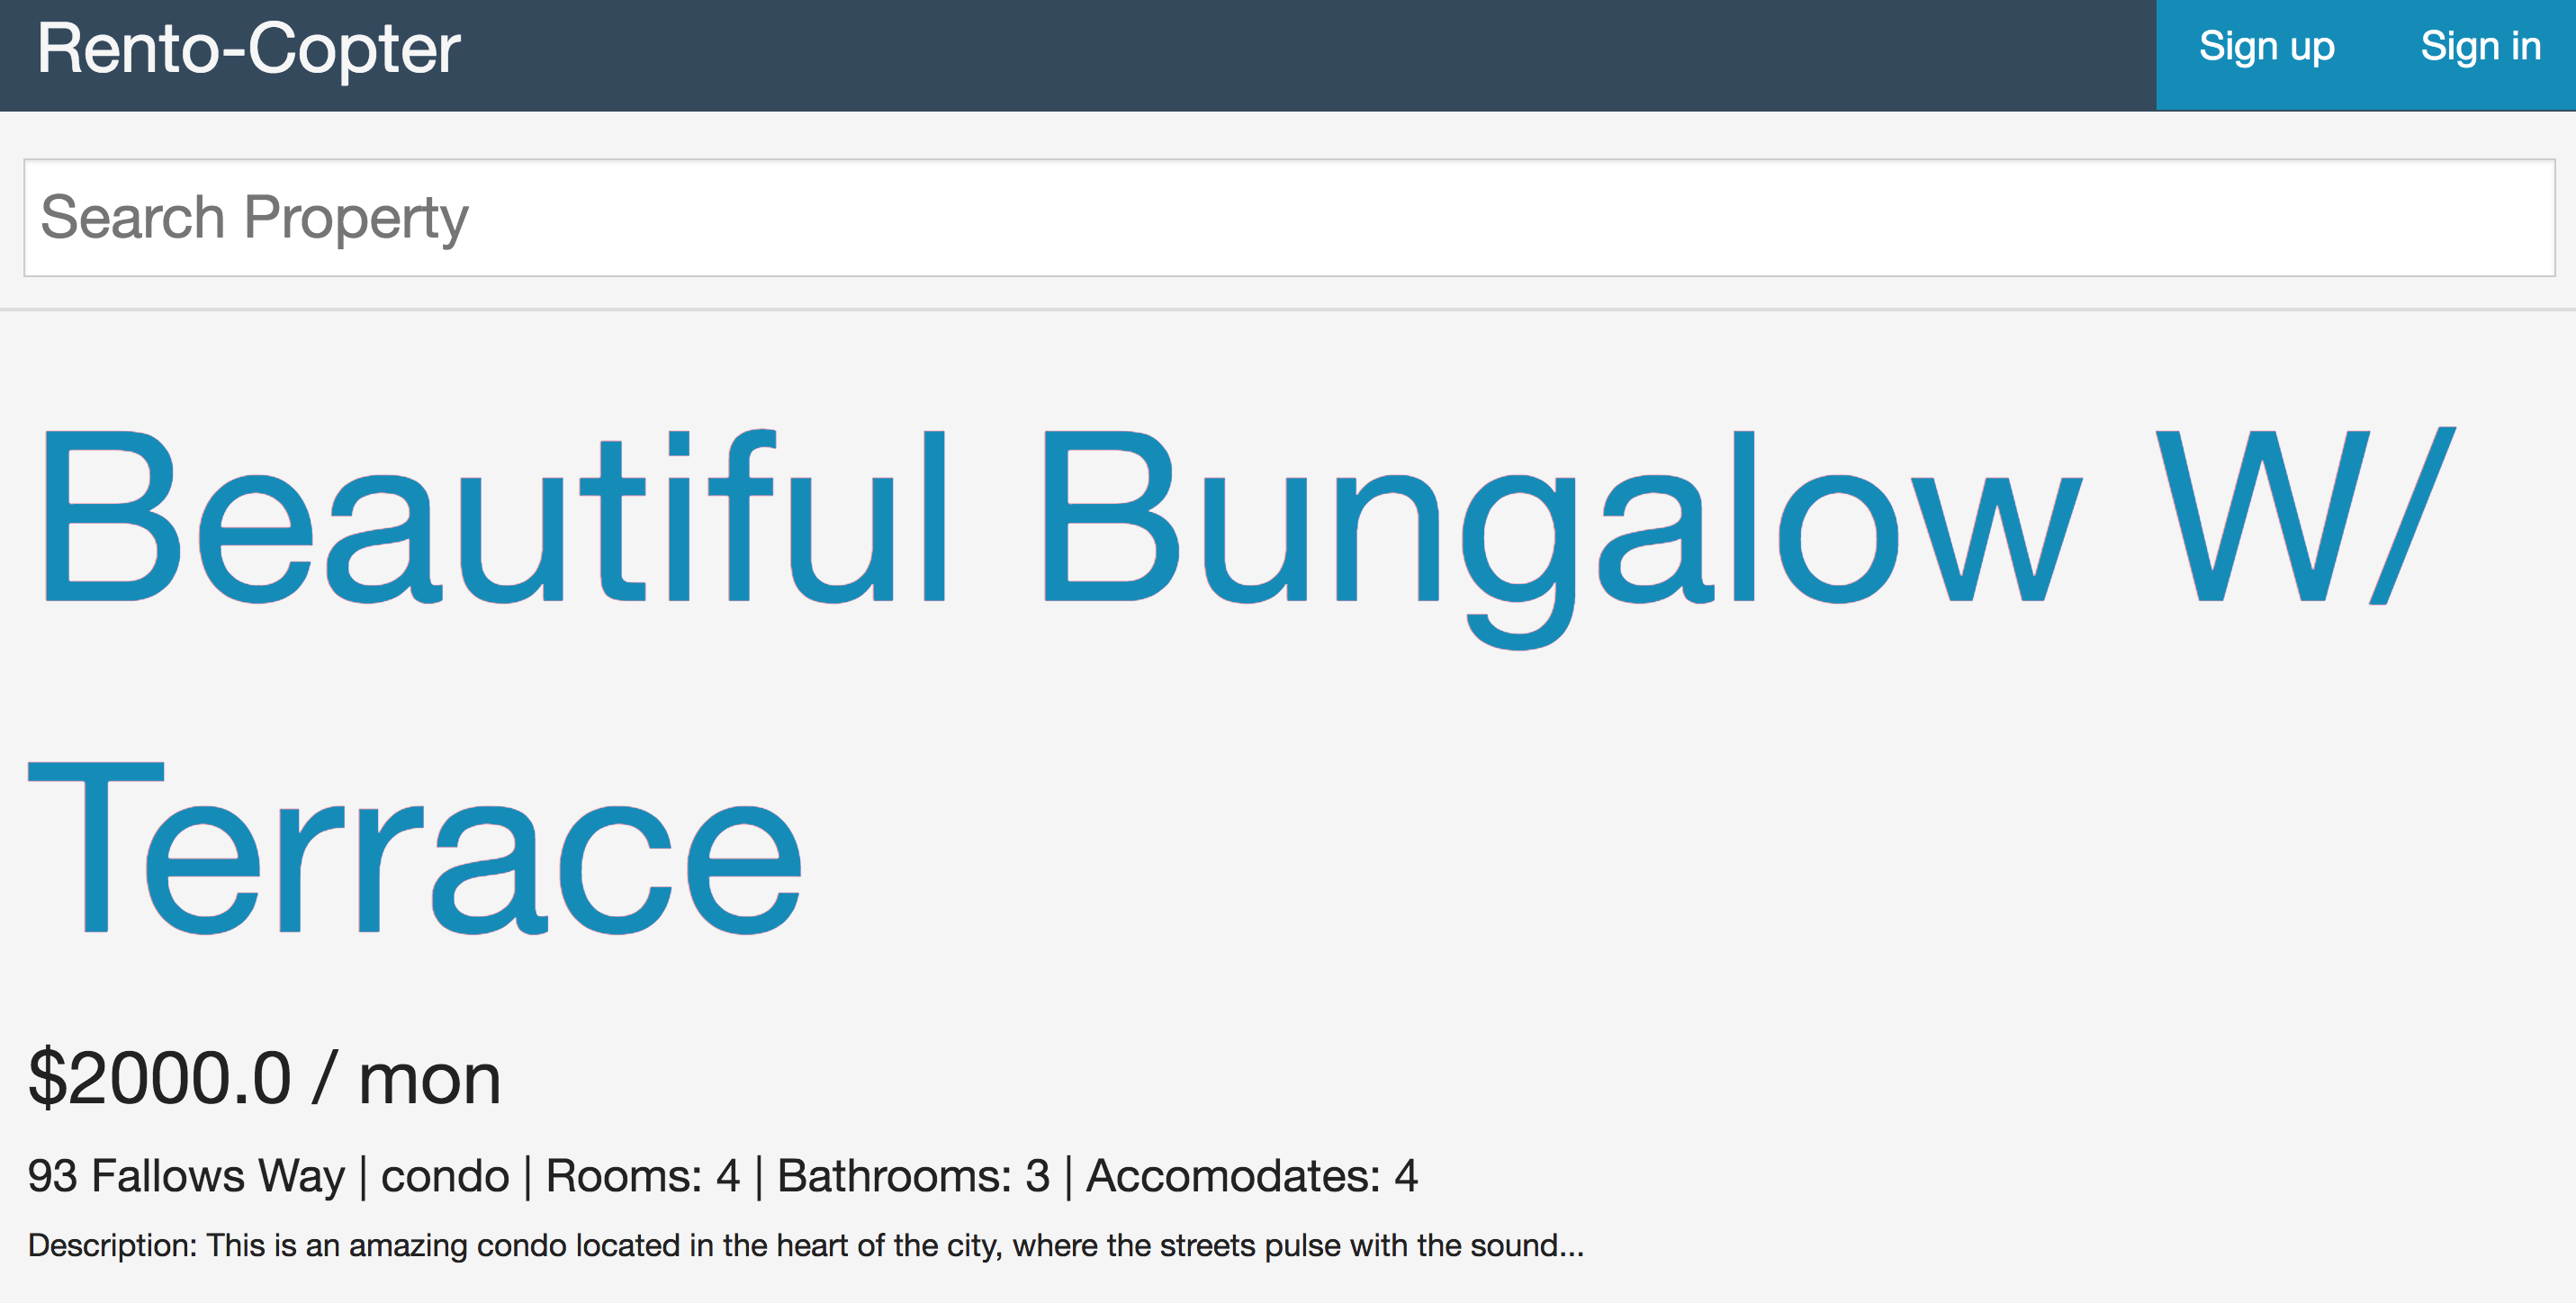 Rento-Copter Sign up Sign in
Search Property
Beautiful Bungalow W/
Terrace
$2000.0 / mon
93 Fallows Way | condo | Rooms: 4 | Bathrooms: 3 | Accomodates: 4
Description: This is an amazing condo located in the heart of the city, where the streets pulse with the sound...